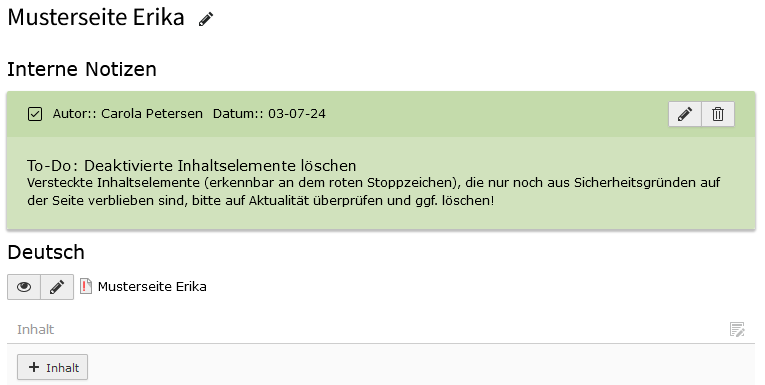 Musterseite Erika
Interne Notizen
Autor:: Carola Petersen Datum:: 03-07-24
To-Do: Deaktivierte Inhaltselemente löschen
Versteckte Inhaltselemente (erkennbar an dem roten Stoppzeichen), die nur noch aus Sicherheitsgründen auf
der Seite verblieben sind, bitte auf Aktualität überprüfen und ggf. löschen!
Deutsch
Musterseite Erika
Inhalt
+ Inhalt